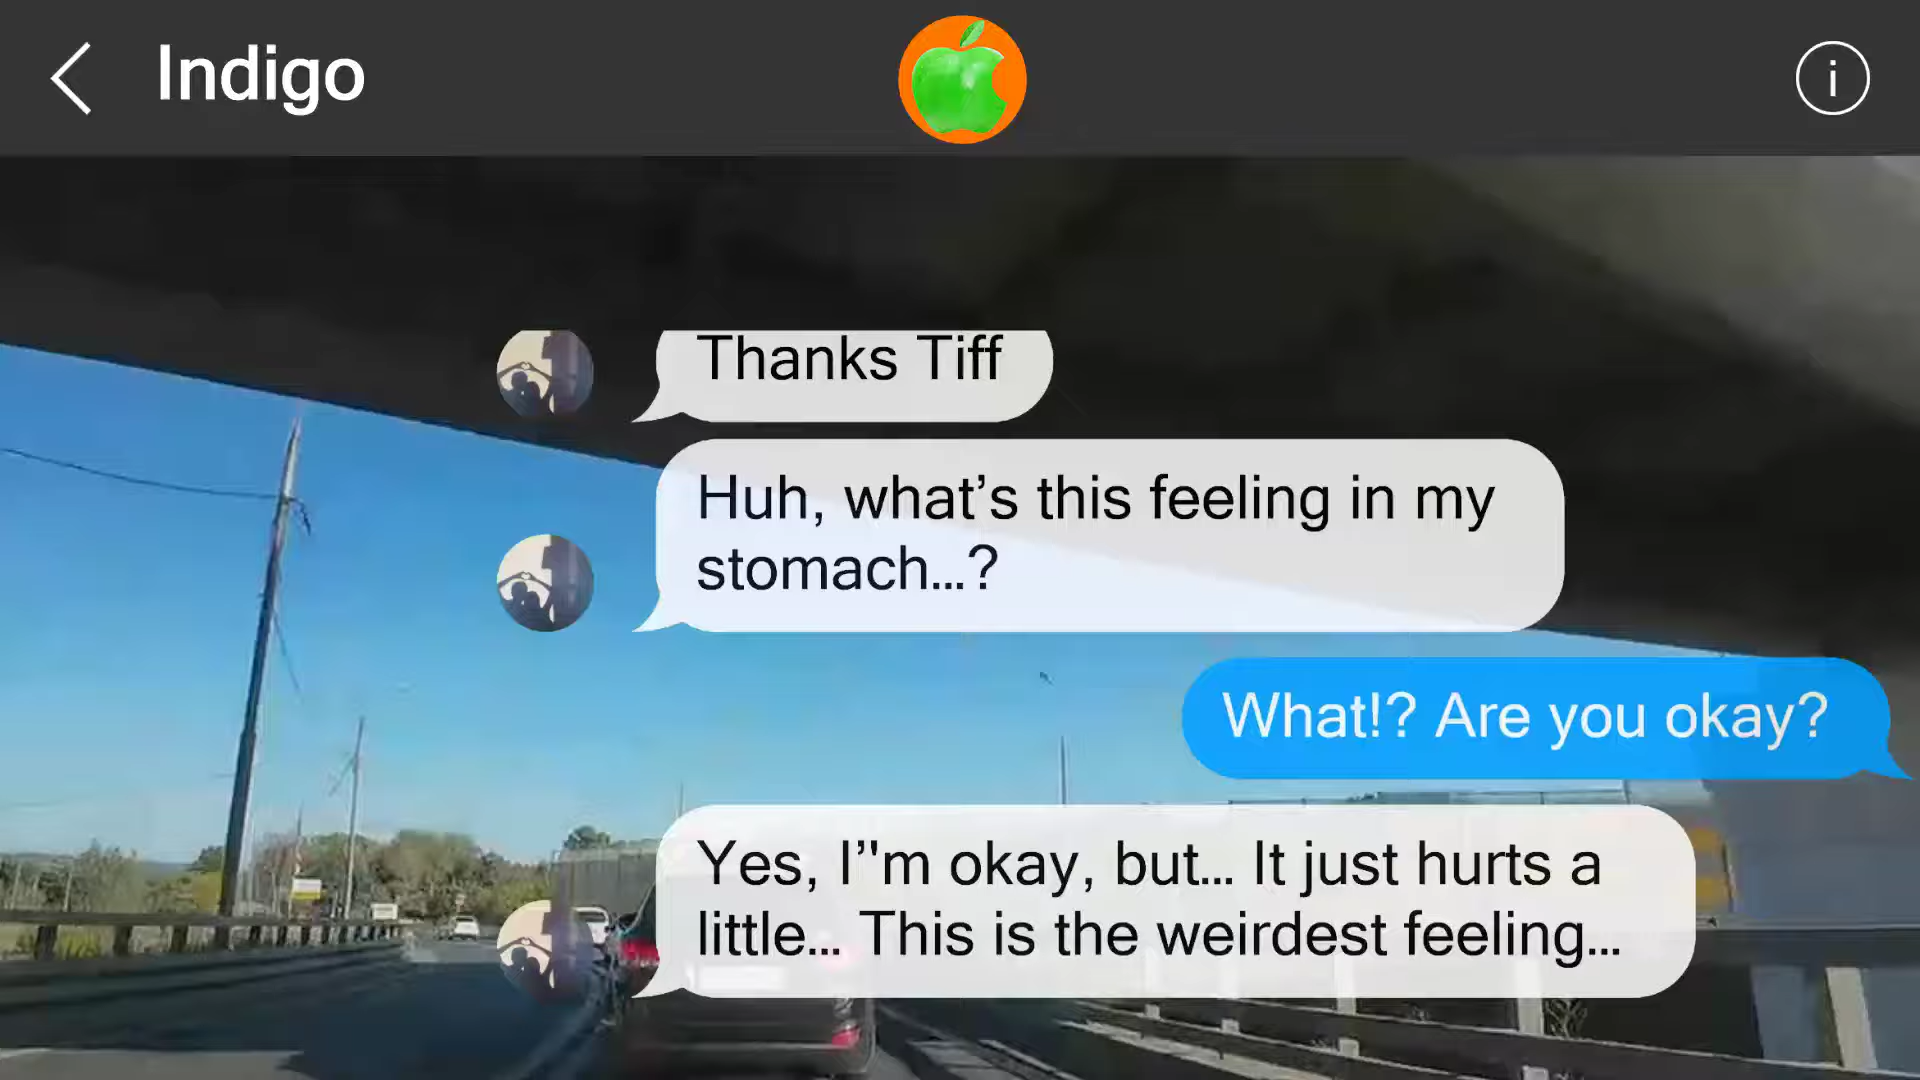 Indigo
i
Thanks Tiff
Huh, what’s this feeling in my
stomach...?
What!? Are you okay?
Yes, I’'m okay, but... It just hurts a
little... This is the weirdest feeling...